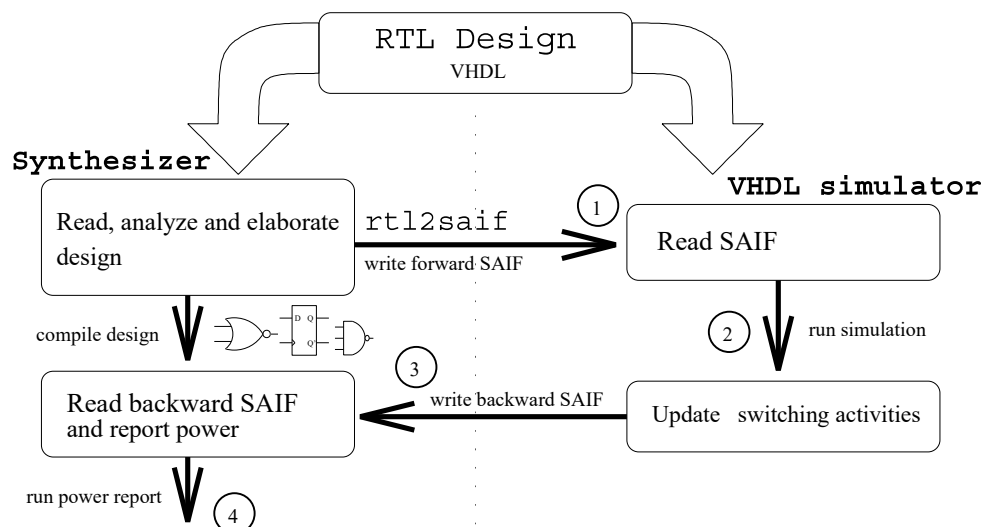 RTL Design
VHDL
Synthesizer
VHDL simulator
Read, analyze and elaborate
design
rtl2saif
write forward SAIF
1
Read SAIF
compile design
D Q
Q'
2
run simulation
3
Read backward SAIF
and report power
write backward SAIF
Update switching activities
run power report
4